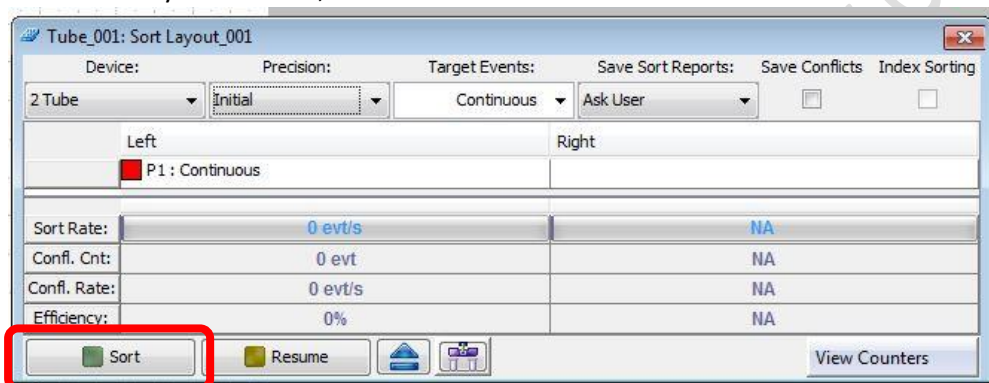 Tube_001: Sort Layout_001
Device: Precision: Target Events: Save Sort Reports: Save Conflicts Index Sorting
2 Tube Initial Continuous Ask User
Left Right
P1 : Continuous
Sort Rate: 0 evt/s NA
Confl. Cnt: 0 evt NA
Confl. Rate: 0 evt/s NA
Efficiency: 0% NA
Sort Resume View Counters